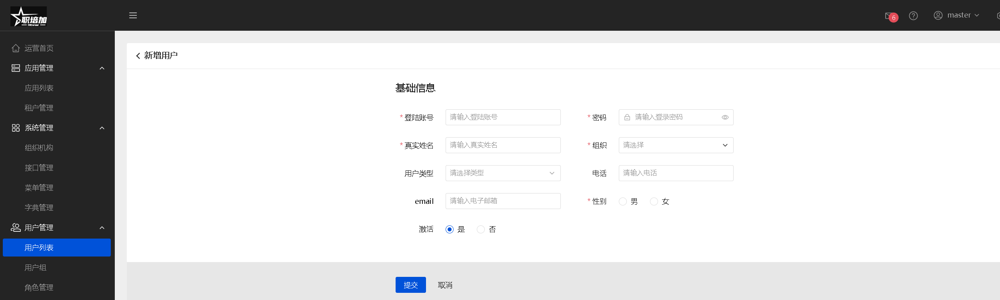 职培加
HiCareer
6
master
运营首页
应用管理
应用列表
租户管理
系统管理
组织机构
接口管理
菜单管理
字典管理
用户管理
用户列表
用户组
角色管理
新增用户
基础信息
* 登陆账号 请输入登陆账号 * 密码 请输入登录密码
* 真实姓名 请输入真实姓名 * 组织 请选择
用户类型 请选择类型 电话 请输入电话
email 请输入电子邮箱 * 性别 男 女
激活 是 否
提交 取消